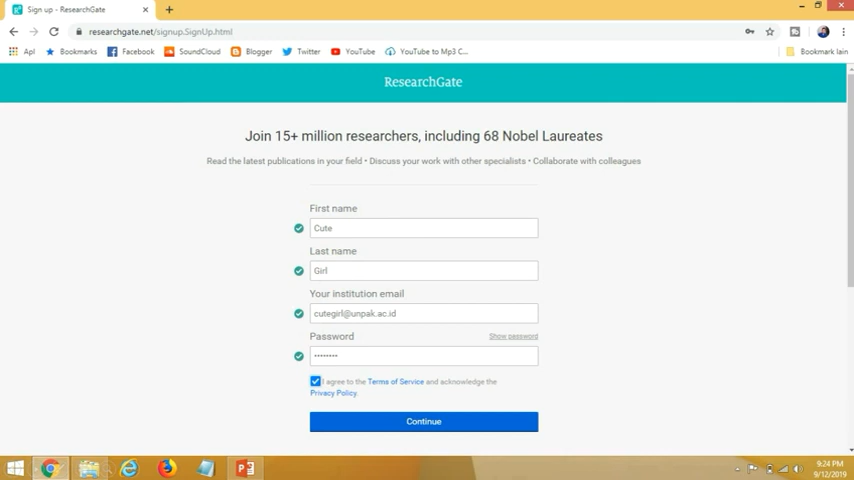 Sign up - ResearchGate
researchgate.net/signup.SignUp.html
Apl Bookmarks Facebook SoundCloud Blogger Twitter YouTube YouTube to Mp3 C... Bookmark lain
ResearchGate
Join 15+ million researchers, including 68 Nobel Laureates
Read the latest publications in your field • Discuss your work with other specialists • Collaborate with colleagues
First name
Cute
Last name
Girl
Your institution email
cutegirl@unpak.ac.id
Password Show password
••••••••
I agree to the Terms of Service and acknowledge the
Privacy Policy.
Continue
9:24 PM
9/12/2019